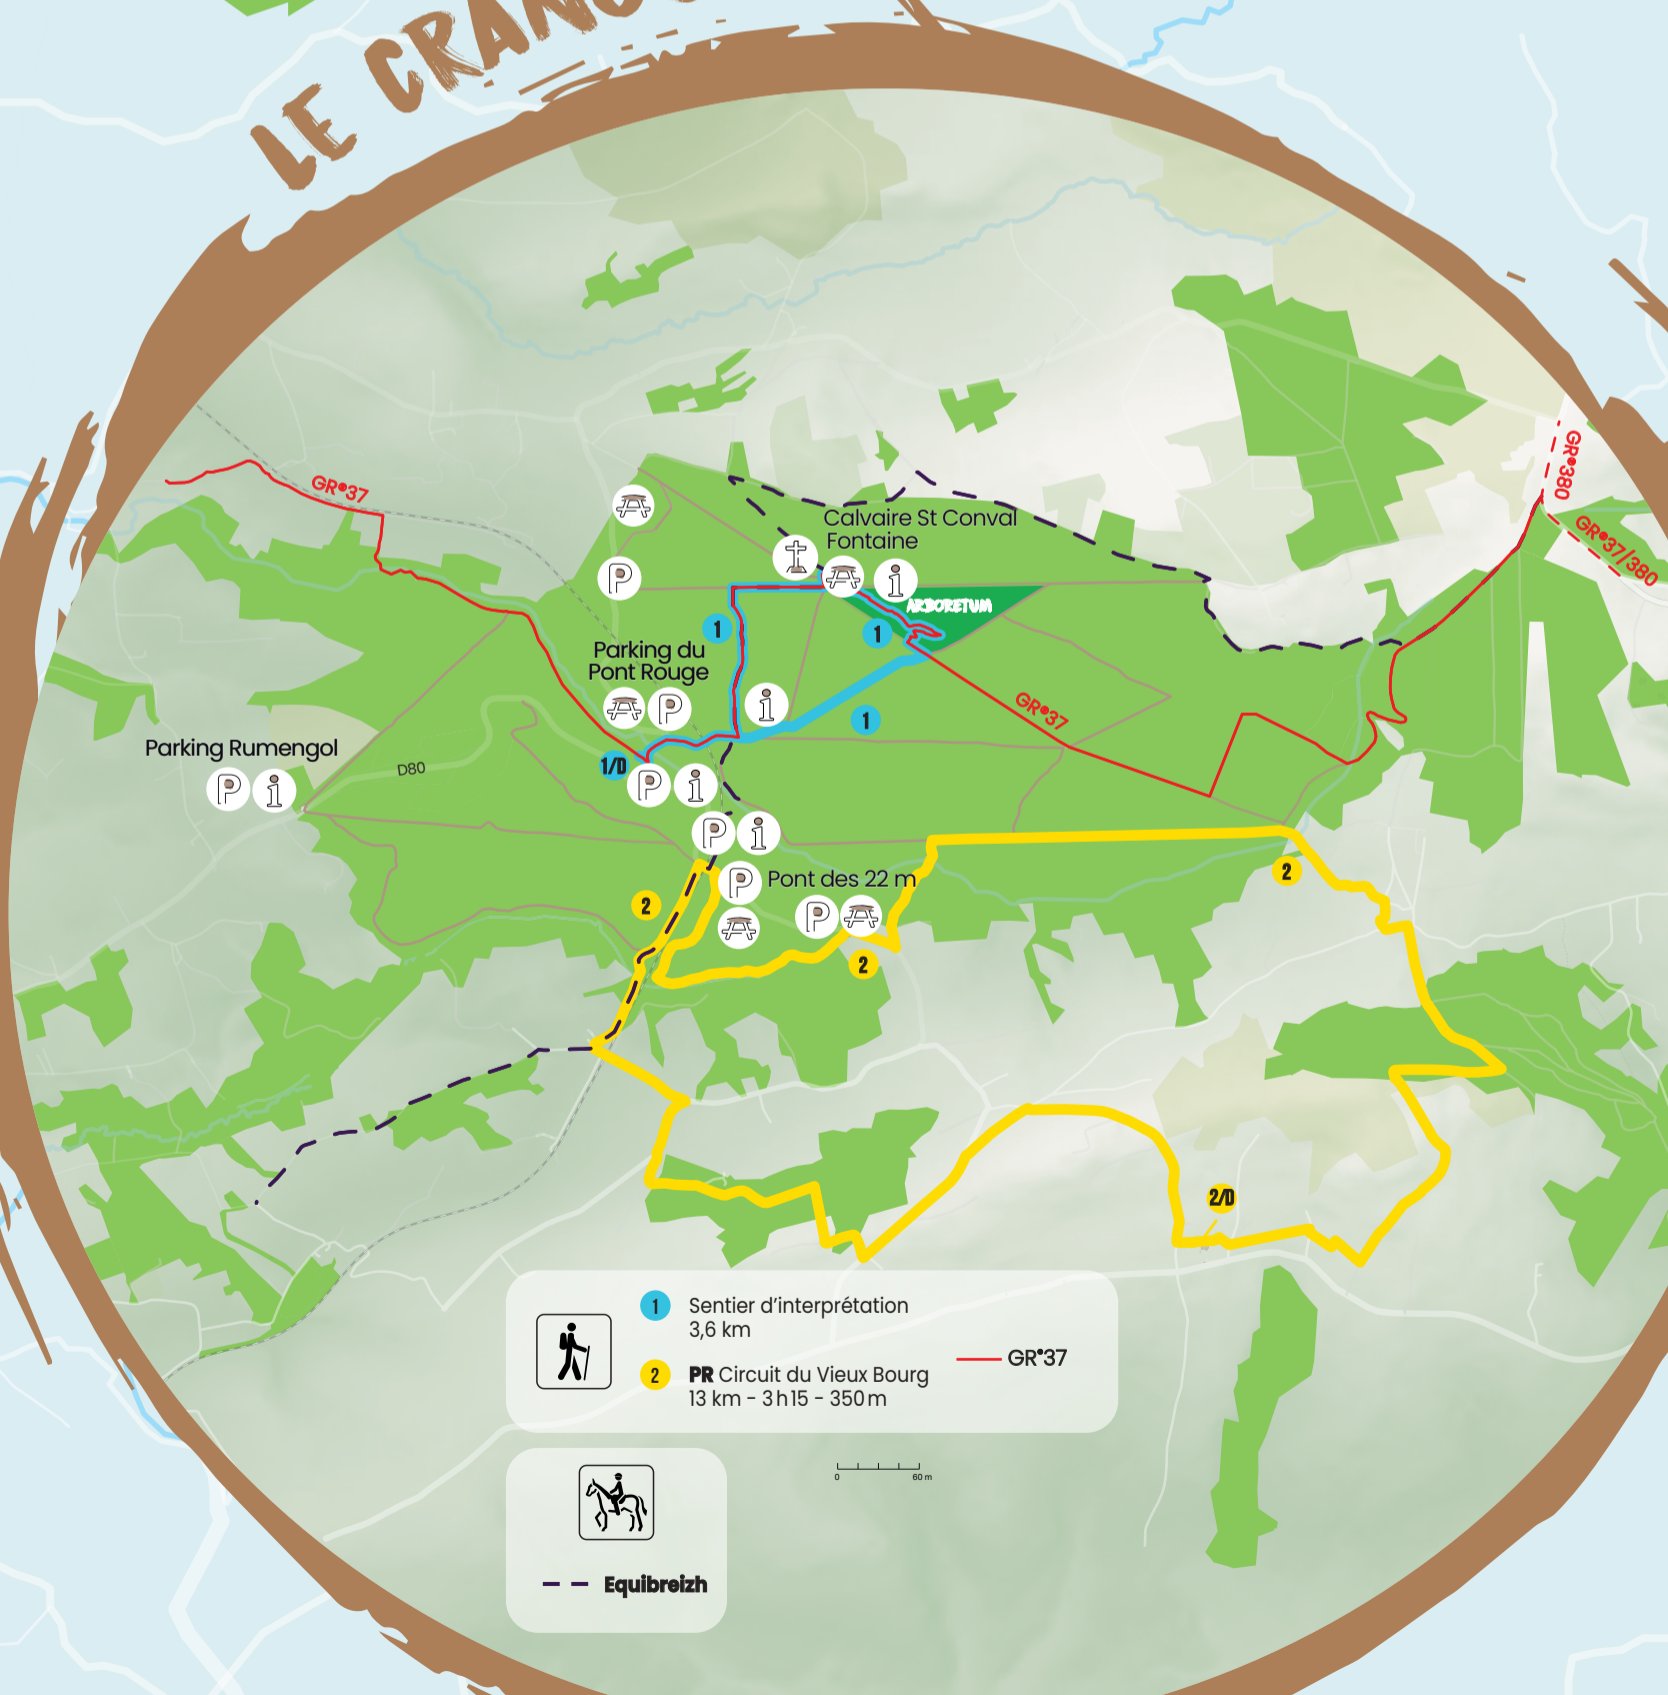 LE CRAN
GR®37
GR®380
GR®37/380
Calvaire St Conval
Fontaine
P
i
ARBORETUM
1
1
Parking du
Pont Rouge
P
i
GR®37
1
Parking Rumengol
P
i
D80
1/D
P
i
P
i
P
Pont des 22 m
P
2
2
2
2/D
1
Sentier d'interprétation
3,6 km
2
PR Circuit du Vieux Bourg
13 km - 3h15 - 350m
GR®37
0
60 m
Equibreizh